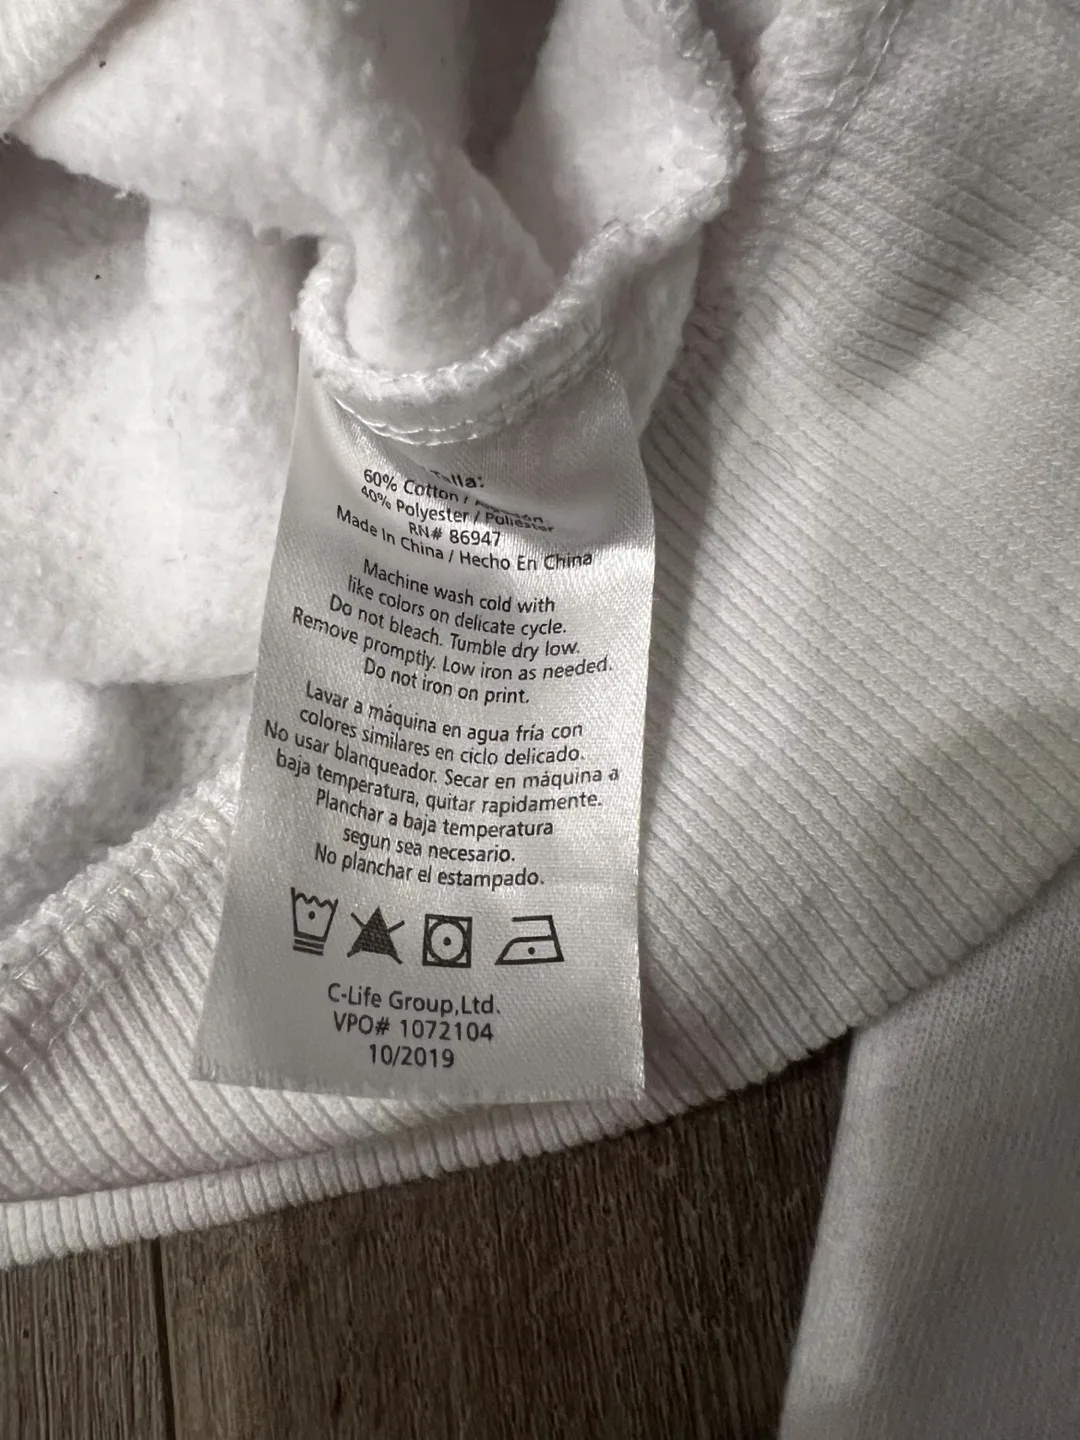 Talla:
60% Cotton / Algodón
40% Polyester / Poliéster
RN# 86947
Made In China / Hecho En China
Machine wash cold with
like colors on delicate cycle.
Do not bleach. Tumble dry low.
Remove promptly. Low iron as needed.
Do not iron on print.
Lavar a máquina en agua fría con
colores similares en ciclo delicado.
No usar blanqueador. Secar en máquina a
baja temperatura, quitar rapidamente.
Planchar a baja temperatura
segun sea necesario.
No planchar el estampado.
C-Life Group,Ltd.
VPO# 1072104
10/2019